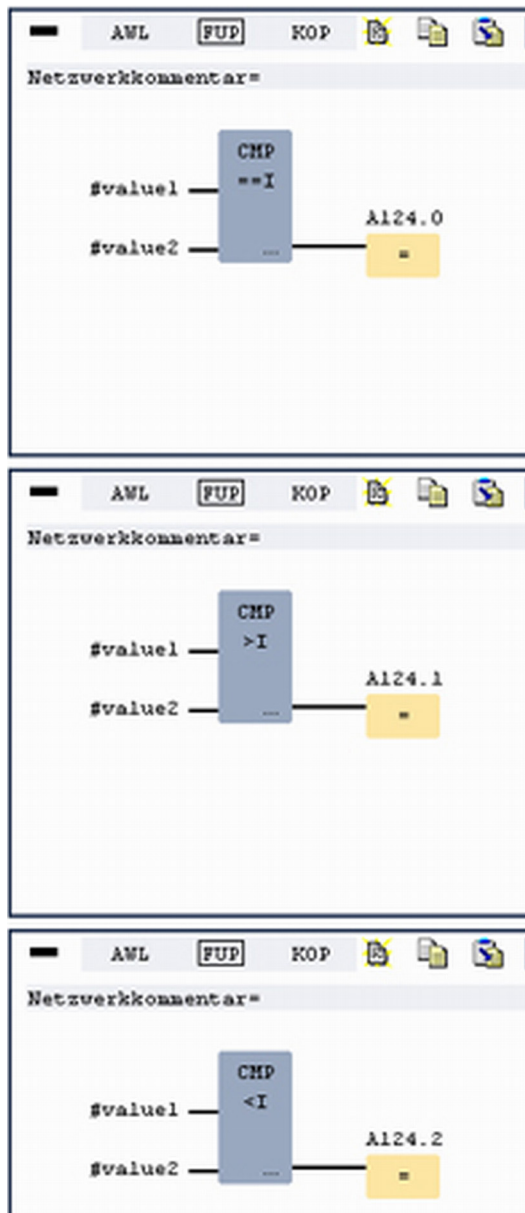 AWL FUP KOP
Netzwerkkommentar=
CMP
==I
#value1
A124.0
#value2 ...
=
AWL FUP KOP
Netzwerkkommentar=
CMP
>I
#value1
A124.1
#value2 ...
=
AWL FUP KOP
Netzwerkkommentar=
CMP
<I
#value1
A124.2
#value2 ...
=